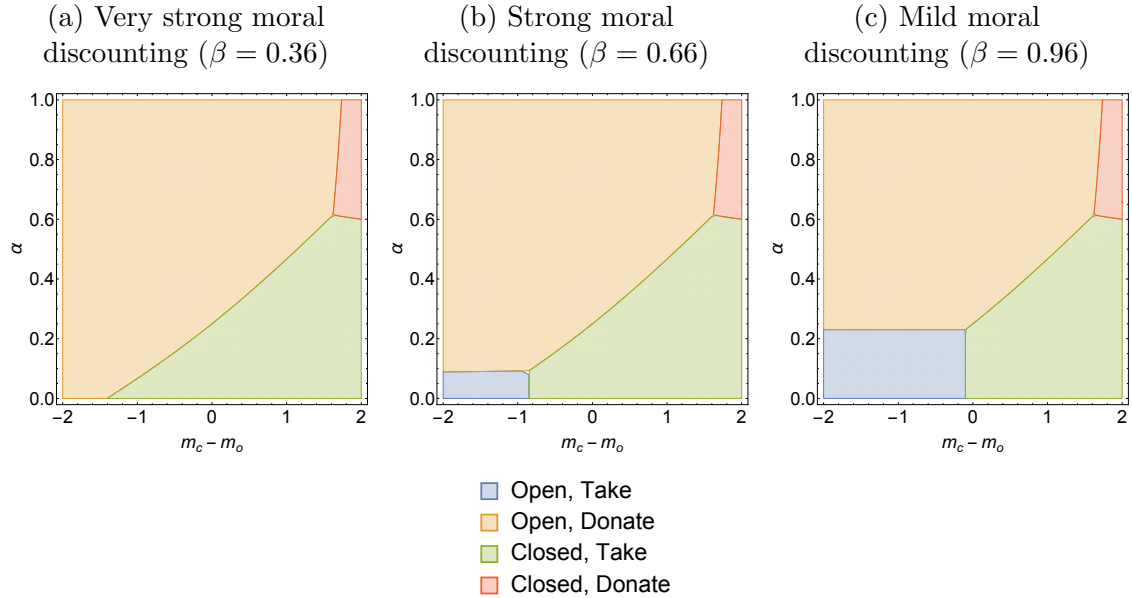 (a) Very strong moral
discounting (β = 0.36)
(b) Strong moral
discounting (β = 0.66)
(c) Mild moral
discounting (β = 0.96)
1.0
0.8
0.6
0.4
0.2
0.0
α
-2 -1 0 1 2
m_c - m_o
1.0
0.8
0.6
0.4
0.2
0.0
α
-2 -1 0 1 2
m_c - m_o
1.0
0.8
0.6
0.4
0.2
0.0
α
-2 -1 0 1 2
m_c - m_o
Open, Take
Open, Donate
Closed, Take
Closed, Donate